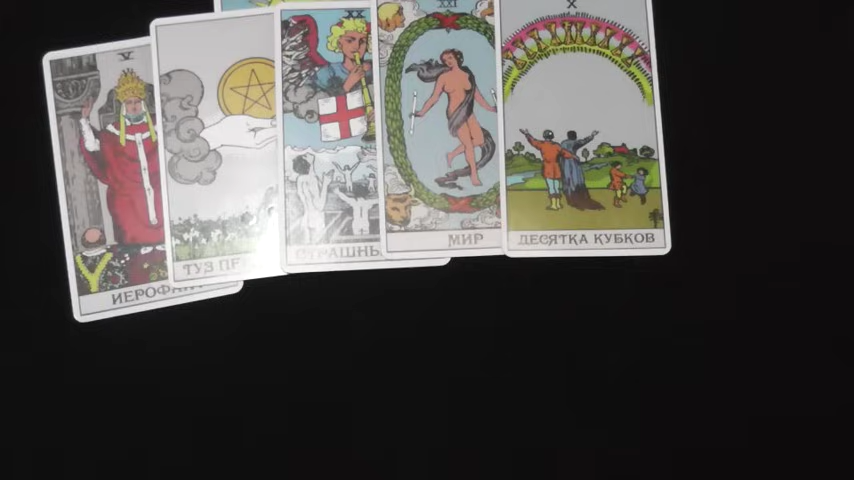 V
XX
XXI
X
ИЕРОФАН
ТУЗ ПЕ
СТРАШНЫ
МИР
ДЕСЯТКА КУБКОВ